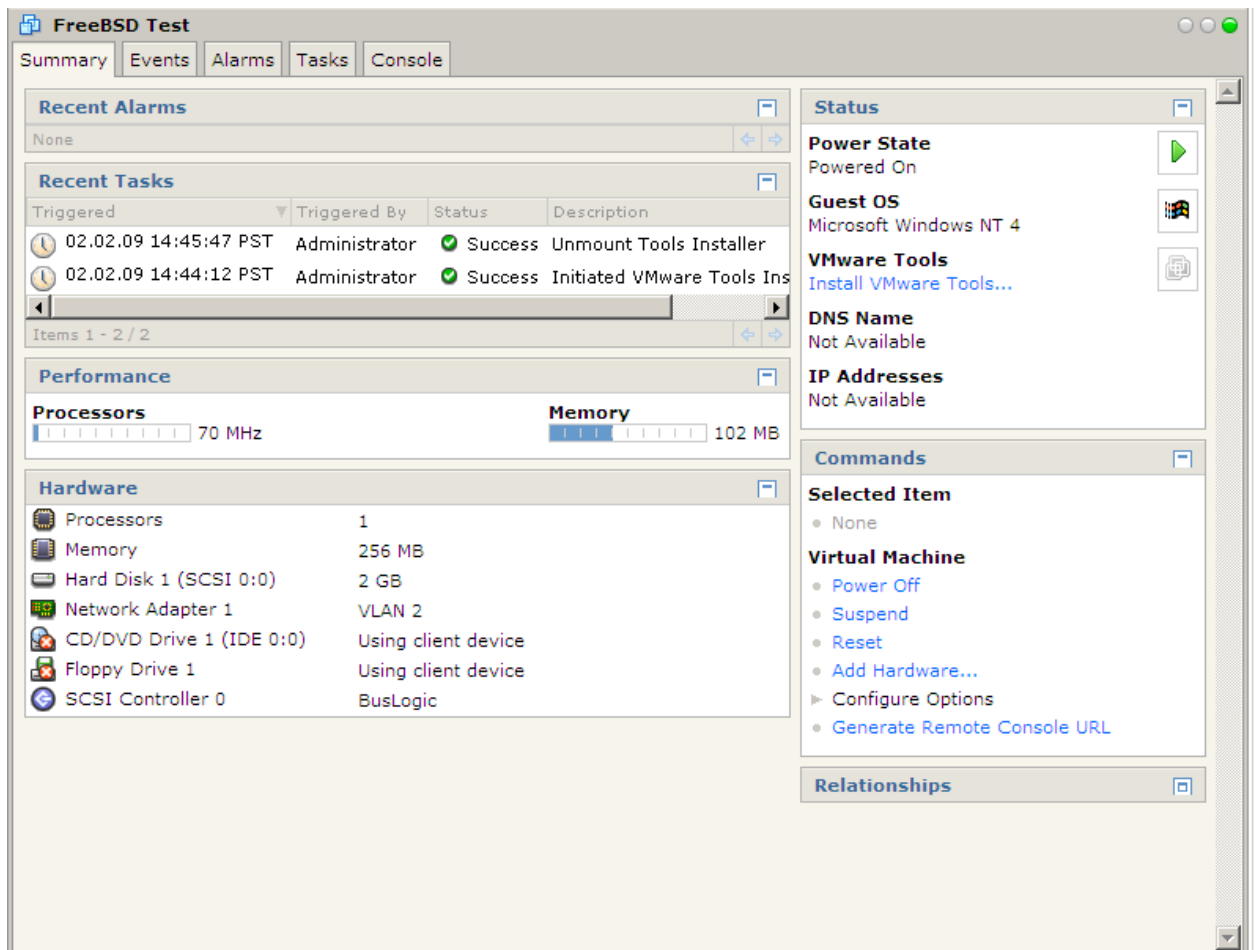 FreeBSD Test
Summary Events Alarms Tasks Console
Recent Alarms
None
Recent Tasks
Triggered Triggered By Status Description
02.02.09 14:45:47 PST Administrator Success Unmount Tools Installer
02.02.09 14:44:12 PST Administrator Success Initiated VMware Tools Ins
Items 1 - 2 / 2
Performance
Processors Memory
70 MHz 102 MB
Hardware
Processors 1
Memory 256 MB
Hard Disk 1 (SCSI 0:0) 2 GB
Network Adapter 1 VLAN 2
CD/DVD Drive 1 (IDE 0:0) Using client device
Floppy Drive 1 Using client device
SCSI Controller 0 BusLogic
Status
Power State
Powered On
Guest OS
Microsoft Windows NT 4
VMware Tools
Install VMware Tools...
DNS Name
Not Available
IP Addresses
Not Available
Commands
Selected Item
None
Virtual Machine
Power Off
Suspend
Reset
Add Hardware...
Configure Options
Generate Remote Console URL
Relationships